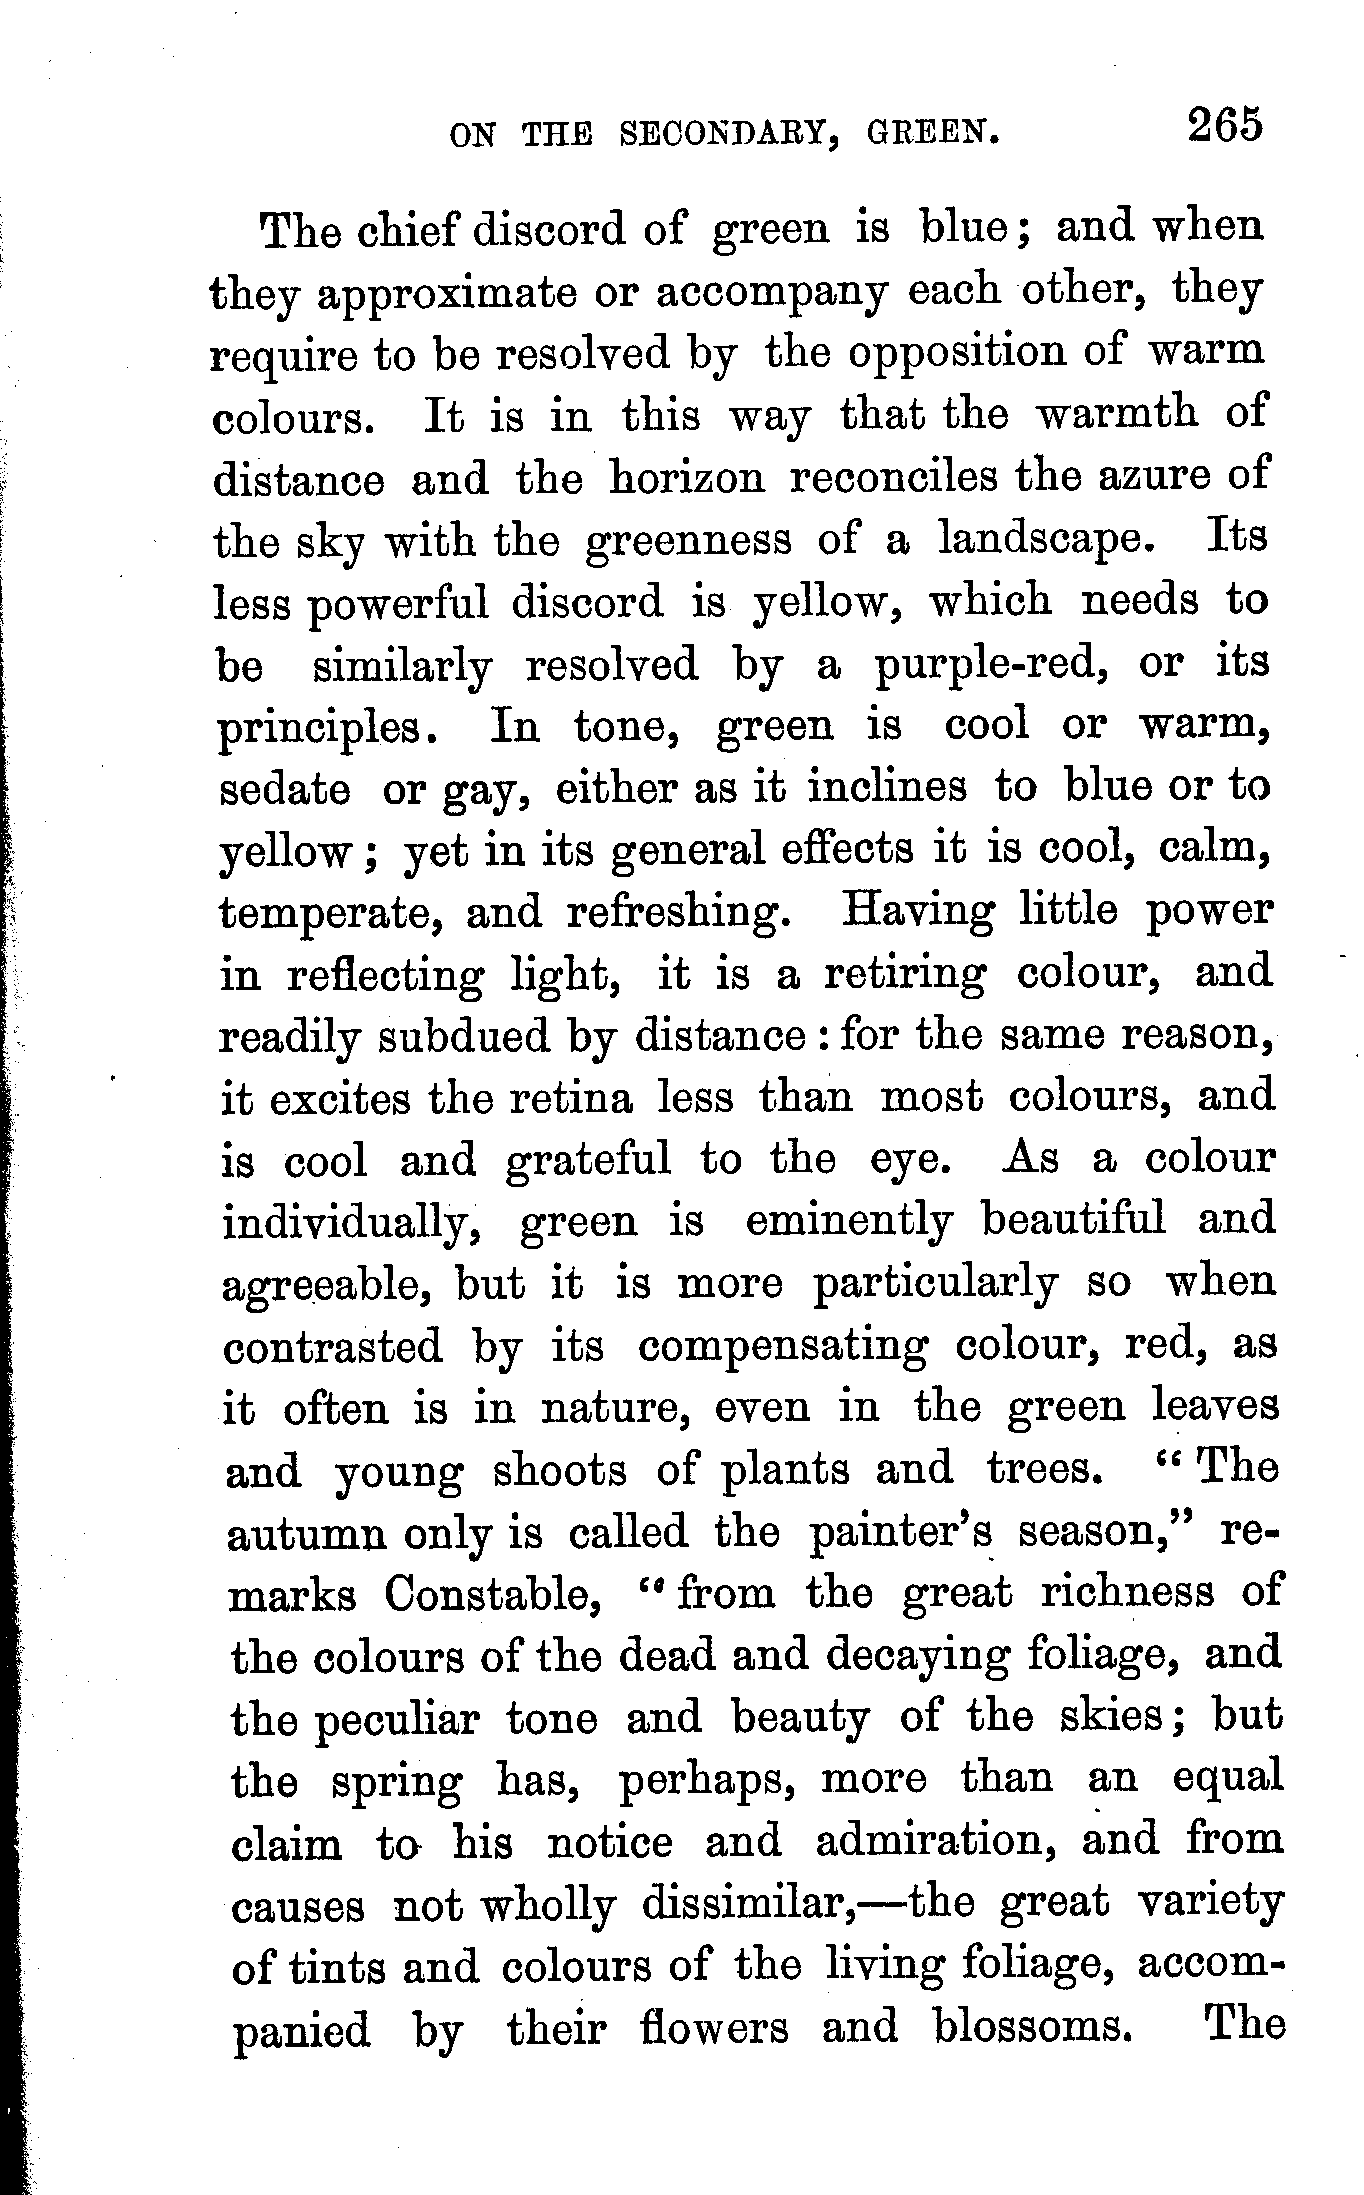 ON THE SECONDARY, GREEN. 265
The chief discord of green is blue; and when
they approximate or accompany each other, they
require to be resolved by the opposition of warm
colours. It is in this way that the warmth of
distance and the horizon reconciles the azure of
the sky with the greenness of a landscape. Its
less powerful discord is yellow, which needs to
be similarly resolved by a purple-red, or its
principles. In tone, green is cool or warm,
sedate or gay, either as it inclines to blue or to
yellow; yet in its general effects it is cool, calm,
temperate, and refreshing. Having little power
in reflecting light, it is a retiring colour, and
readily subdued by distance: for the same reason,
it excites the retina less than most colours, and
is cool and grateful to the eye. As a colour
individually, green is eminently beautiful and
agreeable, but it is more particularly so when
contrasted by its compensating colour, red, as
it often is in nature, even in the green leaves
and young shoots of plants and trees. “The
autumn only is called the painter’s season,” re-
marks Constable, “from the great richness of
the colours of the dead and decaying foliage, and
the peculiar tone and beauty of the skies; but
the spring has, perhaps, more than an equal
claim to his notice and admiration, and from
causes not wholly dissimilar,—the great variety
of tints and colours of the living foliage, accom-
panied by their flowers and blossoms. The